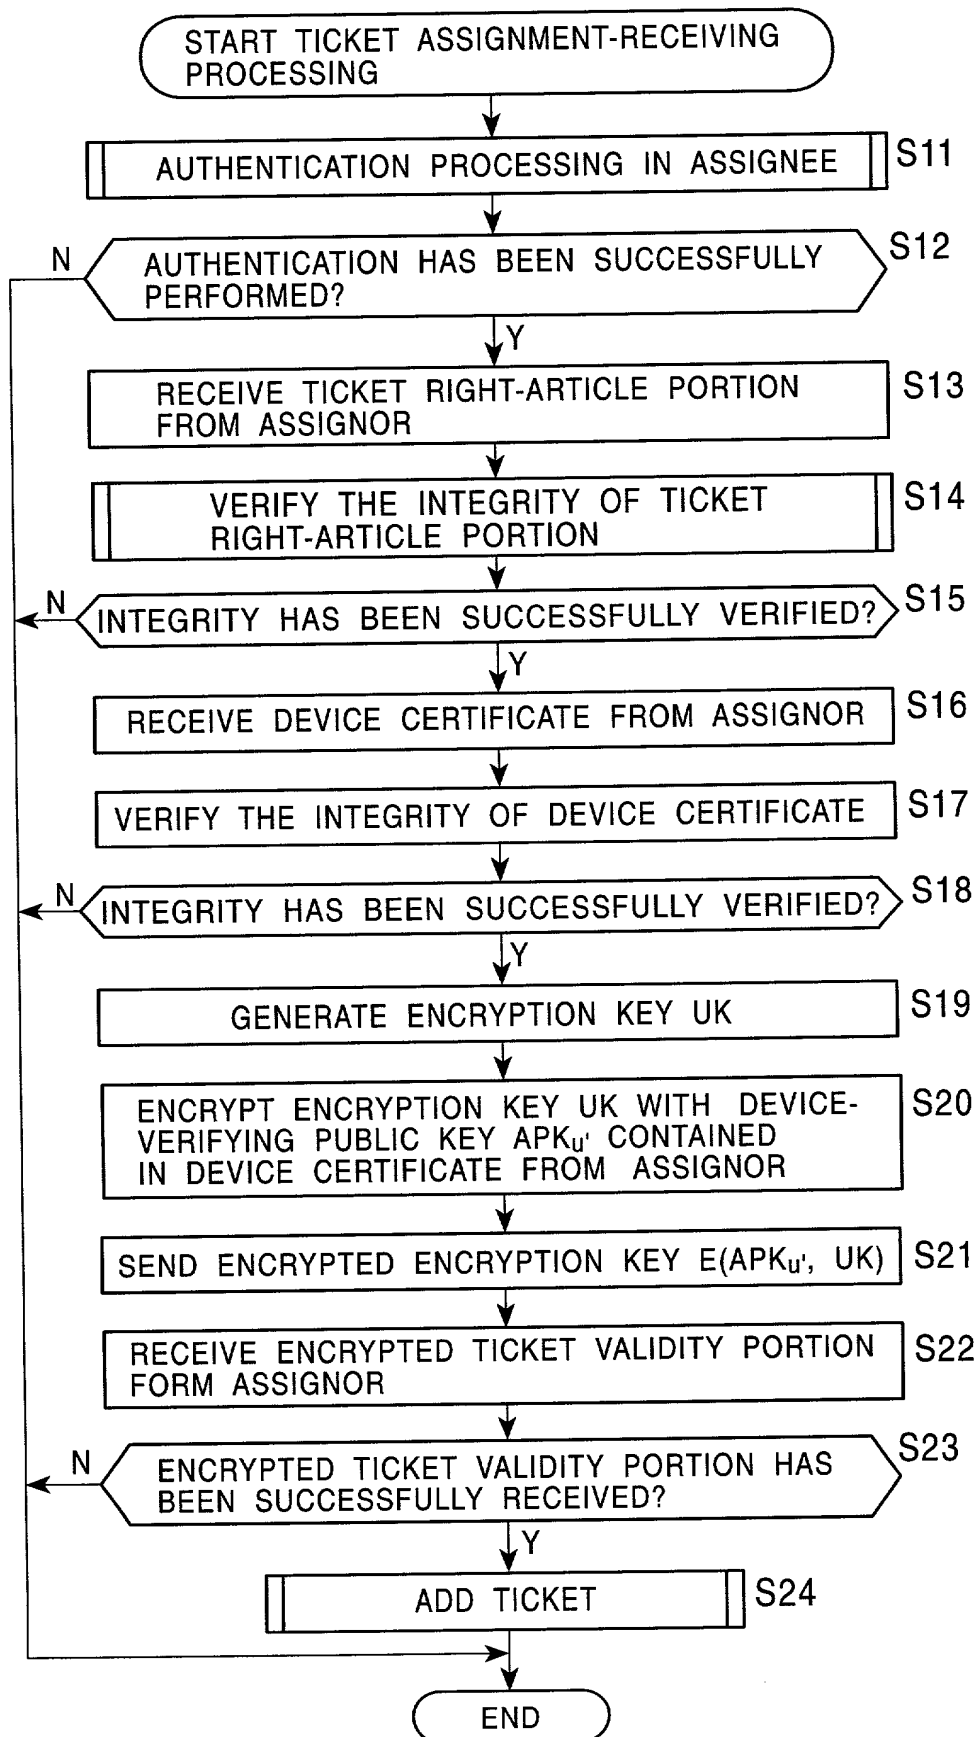 START TICKET ASSIGNMENT-RECEIVING
PROCESSING
AUTHENTICATION PROCESSING IN ASSIGNEE
S11
N
AUTHENTICATION HAS BEEN SUCCESSFULLY
PERFORMED?
S12
Y
RECEIVE TICKET RIGHT-ARTICLE PORTION
FROM ASSIGNOR
S13
VERIFY THE INTEGRITY OF TICKET
RIGHT-ARTICLE PORTION
S14
N
INTEGRITY HAS BEEN SUCCESSFULLY VERIFIED?
S15
Y
RECEIVE DEVICE CERTIFICATE FROM ASSIGNOR
S16
VERIFY THE INTEGRITY OF DEVICE CERTIFICATE
S17
N
INTEGRITY HAS BEEN SUCCESSFULLY VERIFIED?
S18
Y
GENERATE ENCRYPTION KEY UK
S19
ENCRYPT ENCRYPTION KEY UK WITH DEVICE-
VERIFYING PUBLIC KEY APKu' CONTAINED
IN DEVICE CERTIFICATE FROM ASSIGNOR
S20
SEND ENCRYPTED ENCRYPTION KEY E(APKu', UK)
S21
RECEIVE ENCRYPTED TICKET VALIDITY PORTION
FORM ASSIGNOR
S22
N
ENCRYPTED TICKET VALIDITY PORTION HAS
BEEN SUCCESSFULLY RECEIVED?
S23
Y
ADD TICKET
S24
END